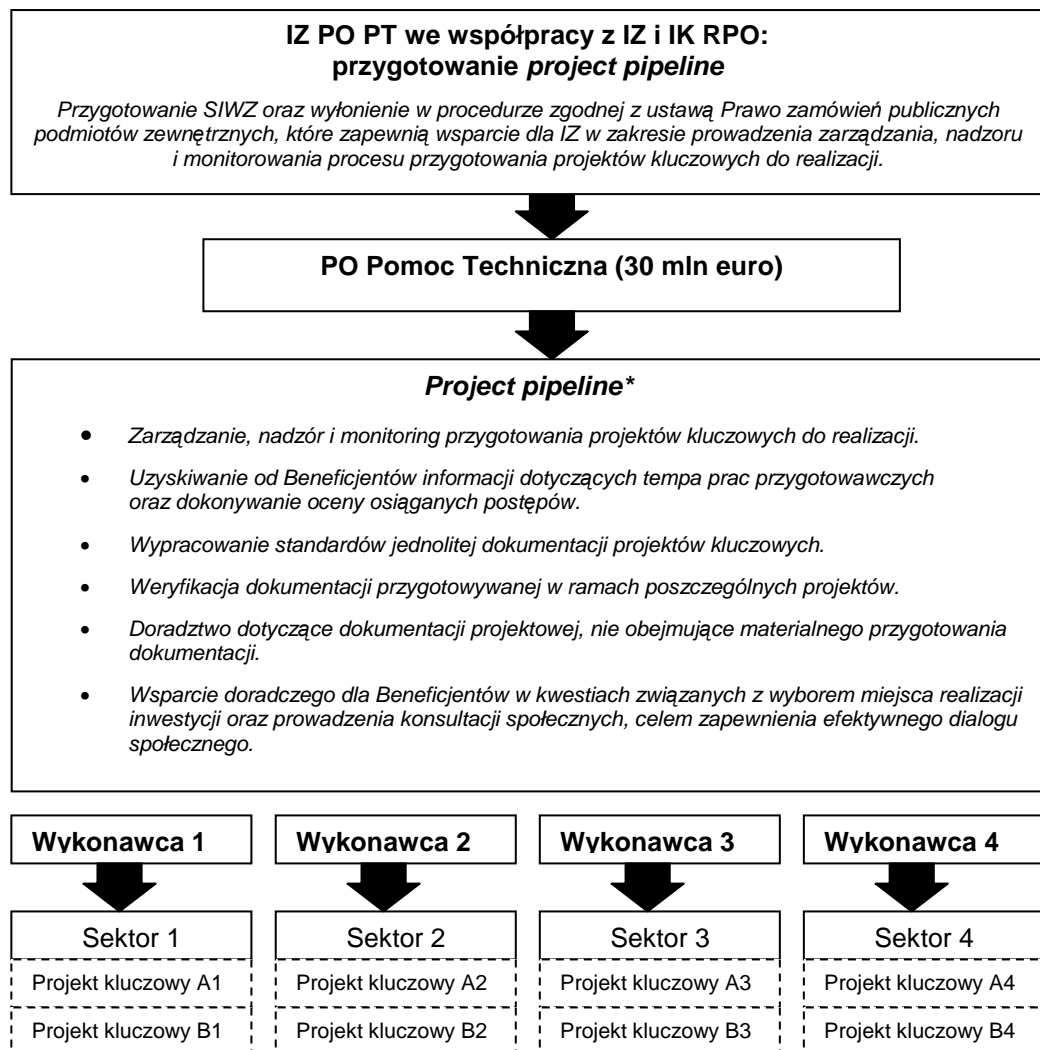 IZ PO PT we współpracy z IZ i IK RPO:
przygotowanie project pipeline
Przygotowanie SIWZ oraz wyłonienie w procedurze zgodnej z ustawą Prawo zamówień publicznych
podmiotów zewnętrznych, które zapewnią wsparcie dla IZ w zakresie prowadzenia zarządzania, nadzoru
i monitorowania procesu przygotowania projektów kluczowych do realizacji.
PO Pomoc Techniczna (30 mln euro)
Project pipeline*
• Zarządzanie, nadzór i monitoring przygotowania projektów kluczowych do realizacji.
• Uzyskiwanie od Beneficjentów informacji dotyczących tempa prac przygotowawczych
oraz dokonywanie oceny osiąganych postępów.
• Wypracowanie standardów jednolitej dokumentacji projektów kluczowych.
• Weryfikacja dokumentacji przygotowywanej w ramach poszczególnych projektów.
• Doradztwo dotyczące dokumentacji projektowej, nie obejmujące materialnego przygotowania
dokumentacji.
• Wsparcie doradczego dla Beneficjentów w kwestiach związanych z wyborem miejsca realizacji
inwestycji oraz prowadzenia konsultacji społecznych, celem zapewnienia efektywnego dialogu
społecznego.
Wykonawca 1 Wykonawca 2 Wykonawca 3 Wykonawca 4
Sektor 1 Sektor 2 Sektor 3 Sektor 4
Projekt kluczowy A1 Projekt kluczowy A2 Projekt kluczowy A3 Projekt kluczowy A4
Projekt kluczowy B1 Projekt kluczowy B2 Projekt kluczowy B3 Projekt kluczowy B4